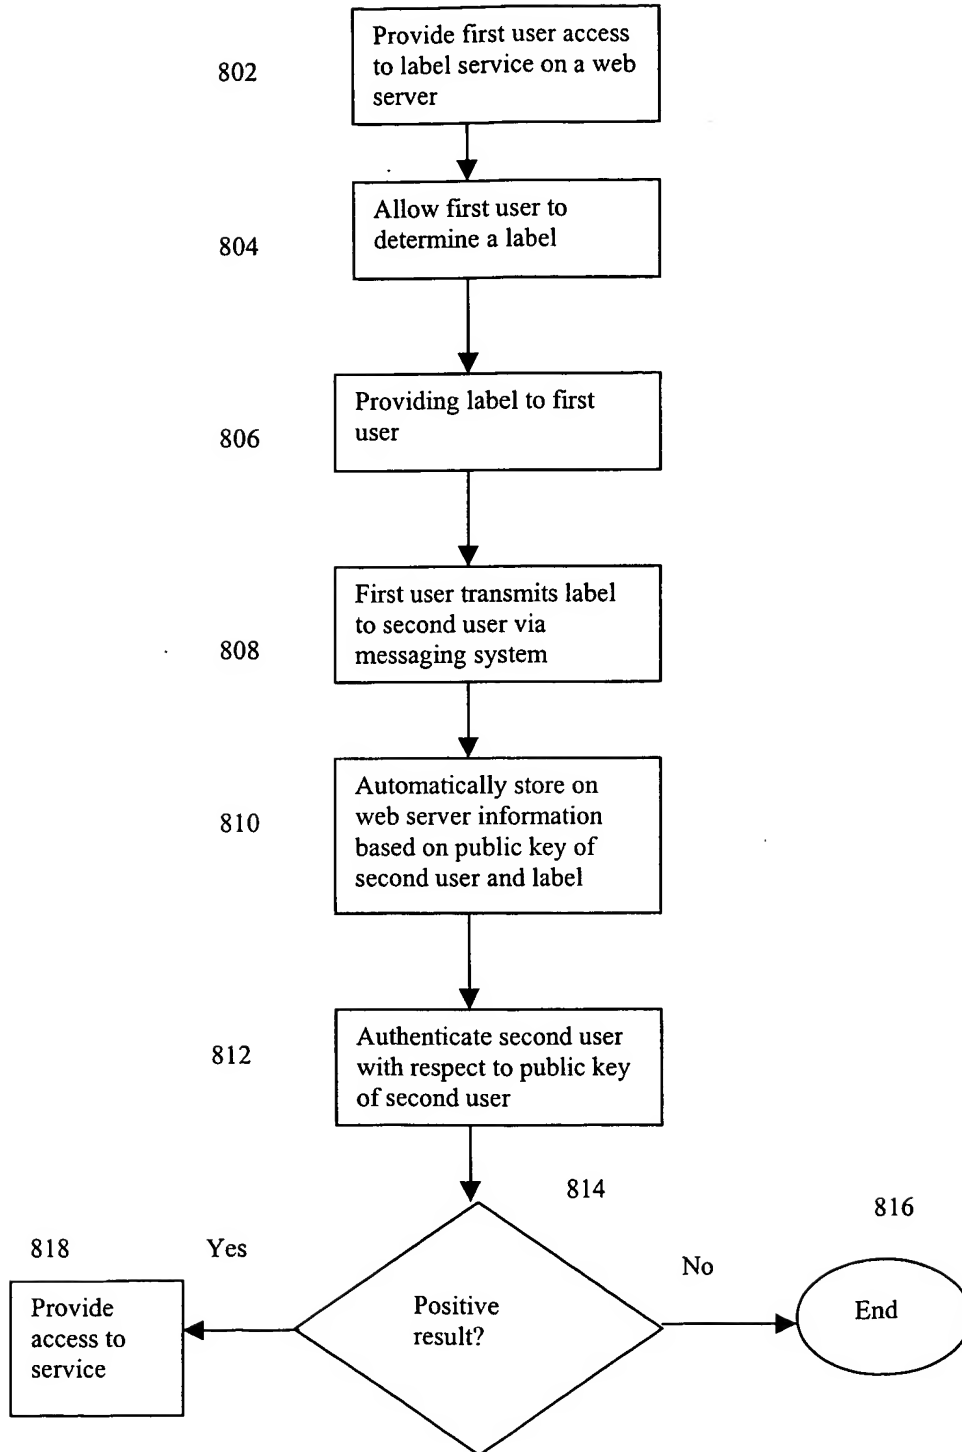 Provide first user access
to label service on a web
server
802
Allow first user to
determine a label
804
Providing label to first
user
806
First user transmits label
to second user via
messaging system
808
Automatically store on
web server information
based on public key of
second user and label
810
Authenticate second user
with respect to public key
of second user
812
814
816
818
Yes
No
Provide
access to
service
Positive
result?
End